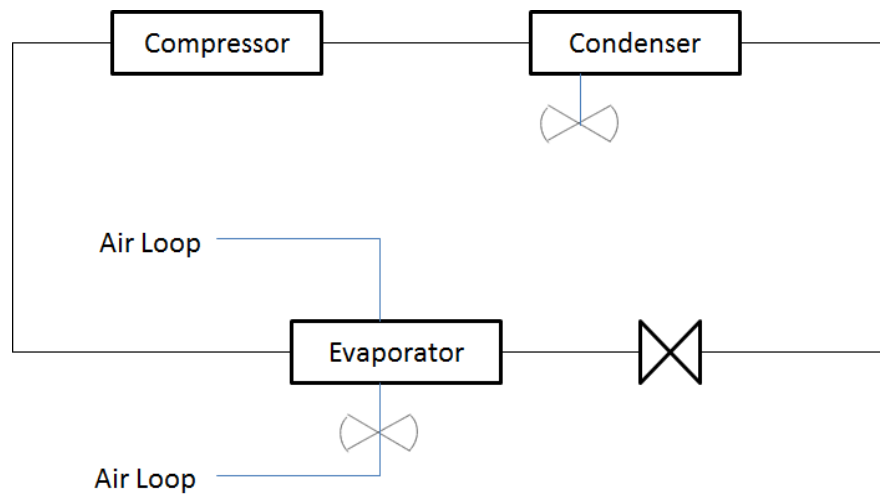 Compressor
Condenser
Air Loop
Evaporator
Air Loop